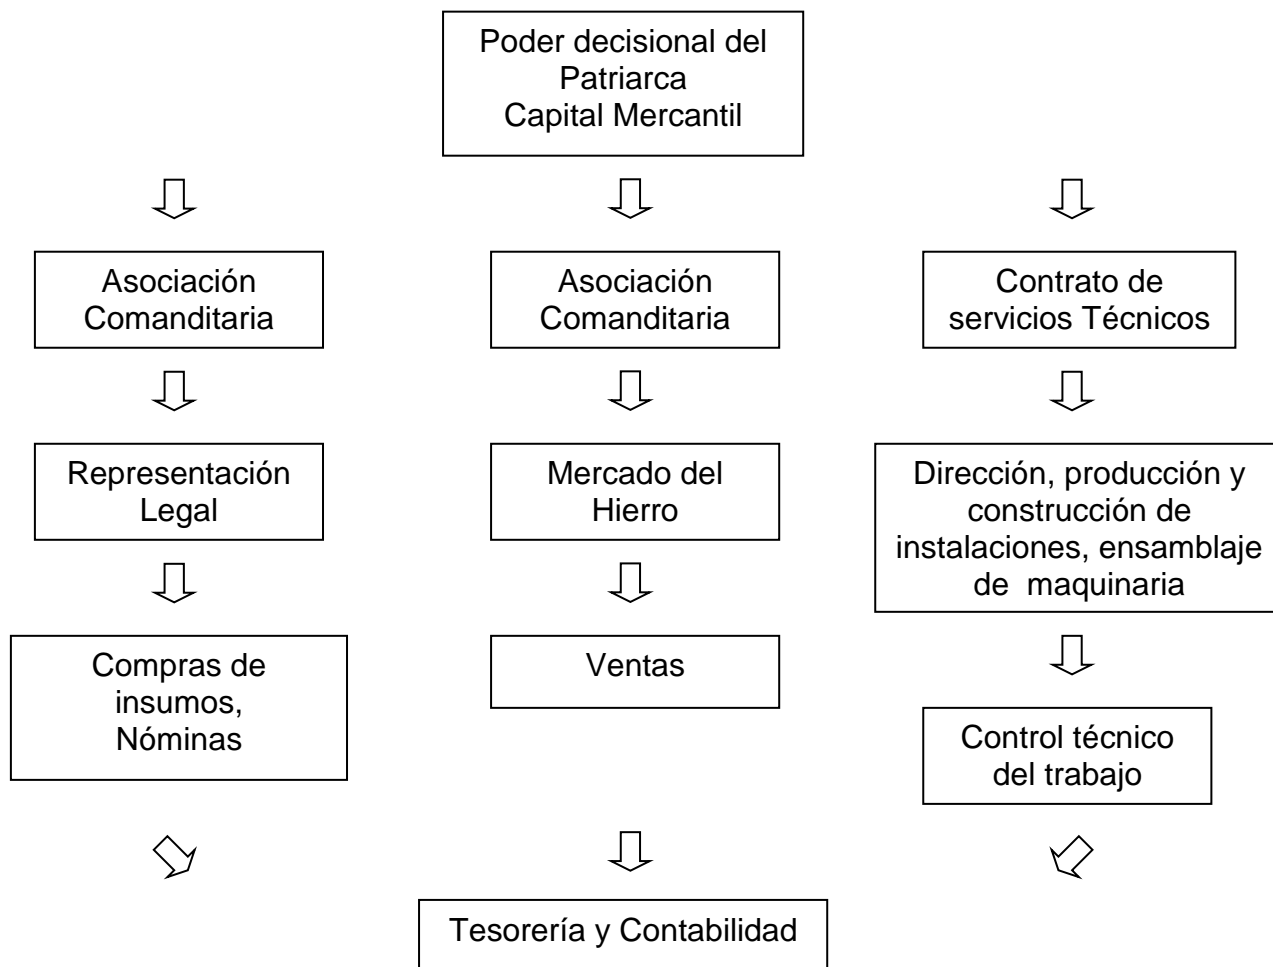 Poder decisional del
Patriarca
Capital Mercantil
Asociación
Comanditaria
Asociación
Comanditaria
Contrato de
servicios Técnicos
Representación
Legal
Mercado del
Hierro
Dirección, producción y
construcción de
instalaciones, ensamblaje
de maquinaria
Compras de
insumos,
Nóminas
Ventas
Control técnico
del trabajo
Tesorería y Contabilidad